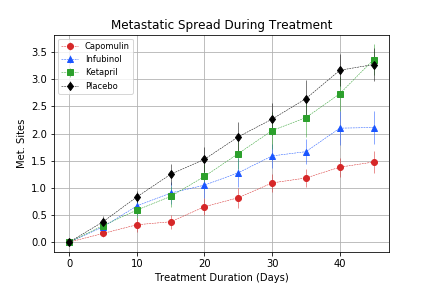 Metastatic Spread During Treatment
Capomulin
Infubinol
Ketapril
Placebo
Met. Sites
3.5
3.0
2.5
2.0
1.5
1.0
0.5
0.0
0 10 20 30 40
Treatment Duration (Days)